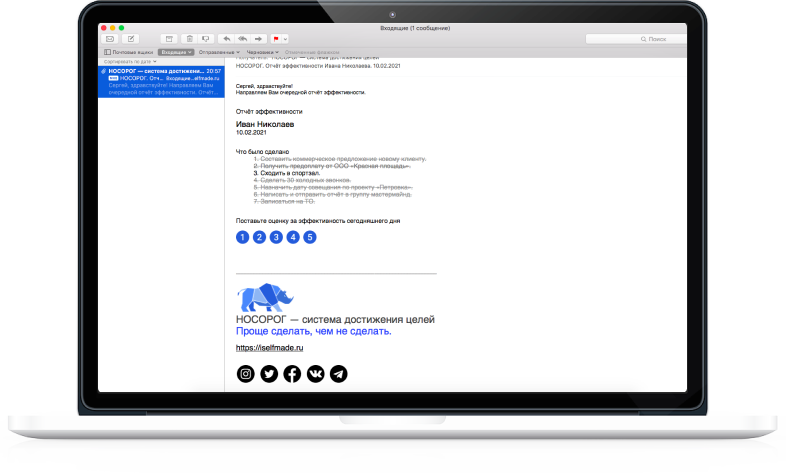 Входящие (1 сообщение)
Поиск
Почтовые ящики Входящие Отправленные Черновики Отмеченные флажком
Сортировать по дате
НОСОРОГ — система достижени... 20:57
НОСОРОГ. Отч... Входящие...elfmade.ru
Сергей, здравствуйте! Направляем Вам
очередной отчёт эффективности. Отчёт...
Получатель: НОСОРОГ — система достижения целей
НОСОРОГ. Отчёт эффективности Ивана Николаева. 10.02.2021
Сергей, здравствуйте!
Направляем Вам очередной отчёт эффективности.
Отчёт эффективности
Иван Николаев
10.02.2021
Что было сделано
1. Составить коммерческое предложение новому клиенту.
2. Получить предоплату от ООО «Красная площадь».
3. Сходить в спортзал.
4. Сделать 30 холодных звонков.
5. Назначить дату совещания по проекту «Петровка».
6. Написать и отправить отчёт в группу мастермайнд.
7. Записаться на ТО.
Поставьте оценку за эффективность сегодняшнего дня
1 2 3 4 5
НОСОРОГ — система достижения целей
Проще сделать, чем не сделать.
https://iselfmade.ru